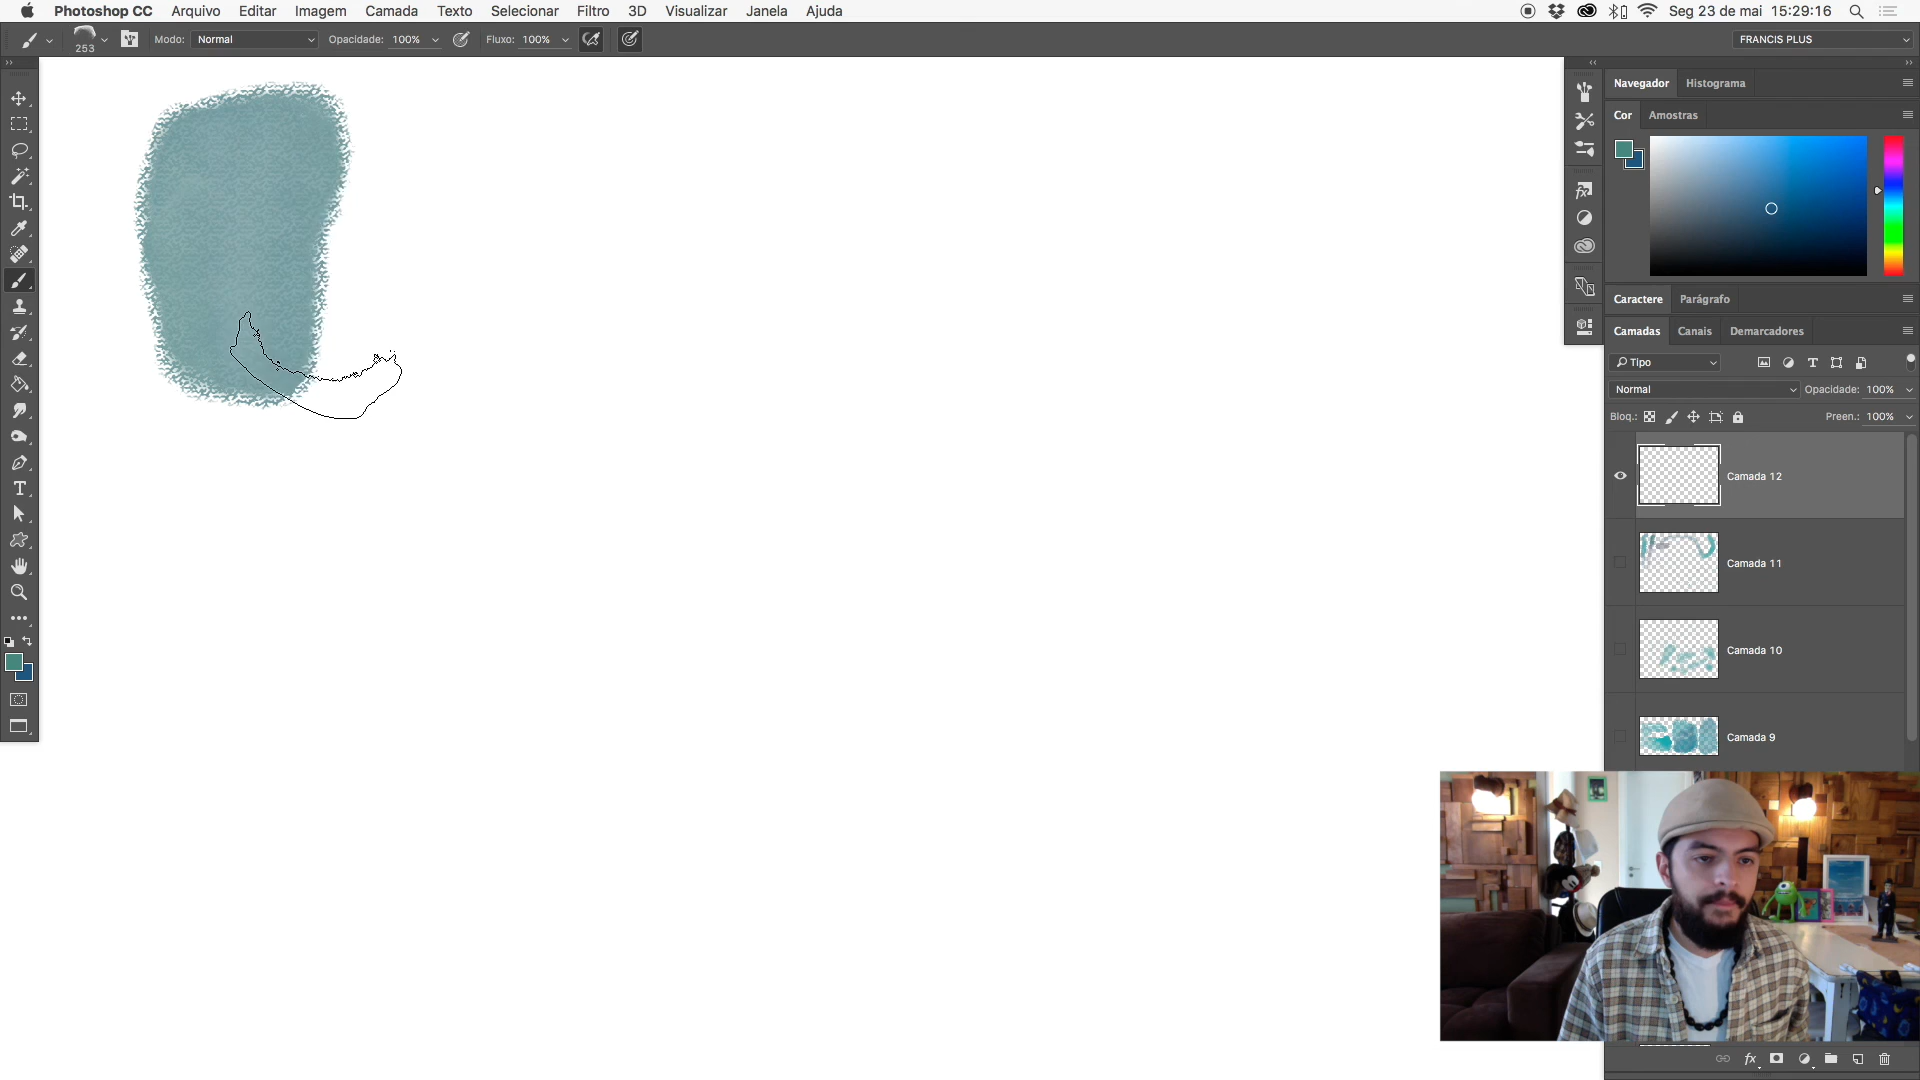 Photoshop CC Arquivo Editar Imagem Camada Texto Selecionar Filtro 3D Visualizar Janela Ajuda Seg 23 de mai 15:29:16
253 Modo: Normal Opacidade: 100% Fluxo: 100% FRANCIS PLUS
Navegador Histograma
Cor Amostras
Caractere Parágrafo
Camadas Canais Demarcadores
Tipo
Normal Opacidade: 100%
Bloq.: Preen.: 100%
Camada 12
Camada 11
Camada 10
Camada 9